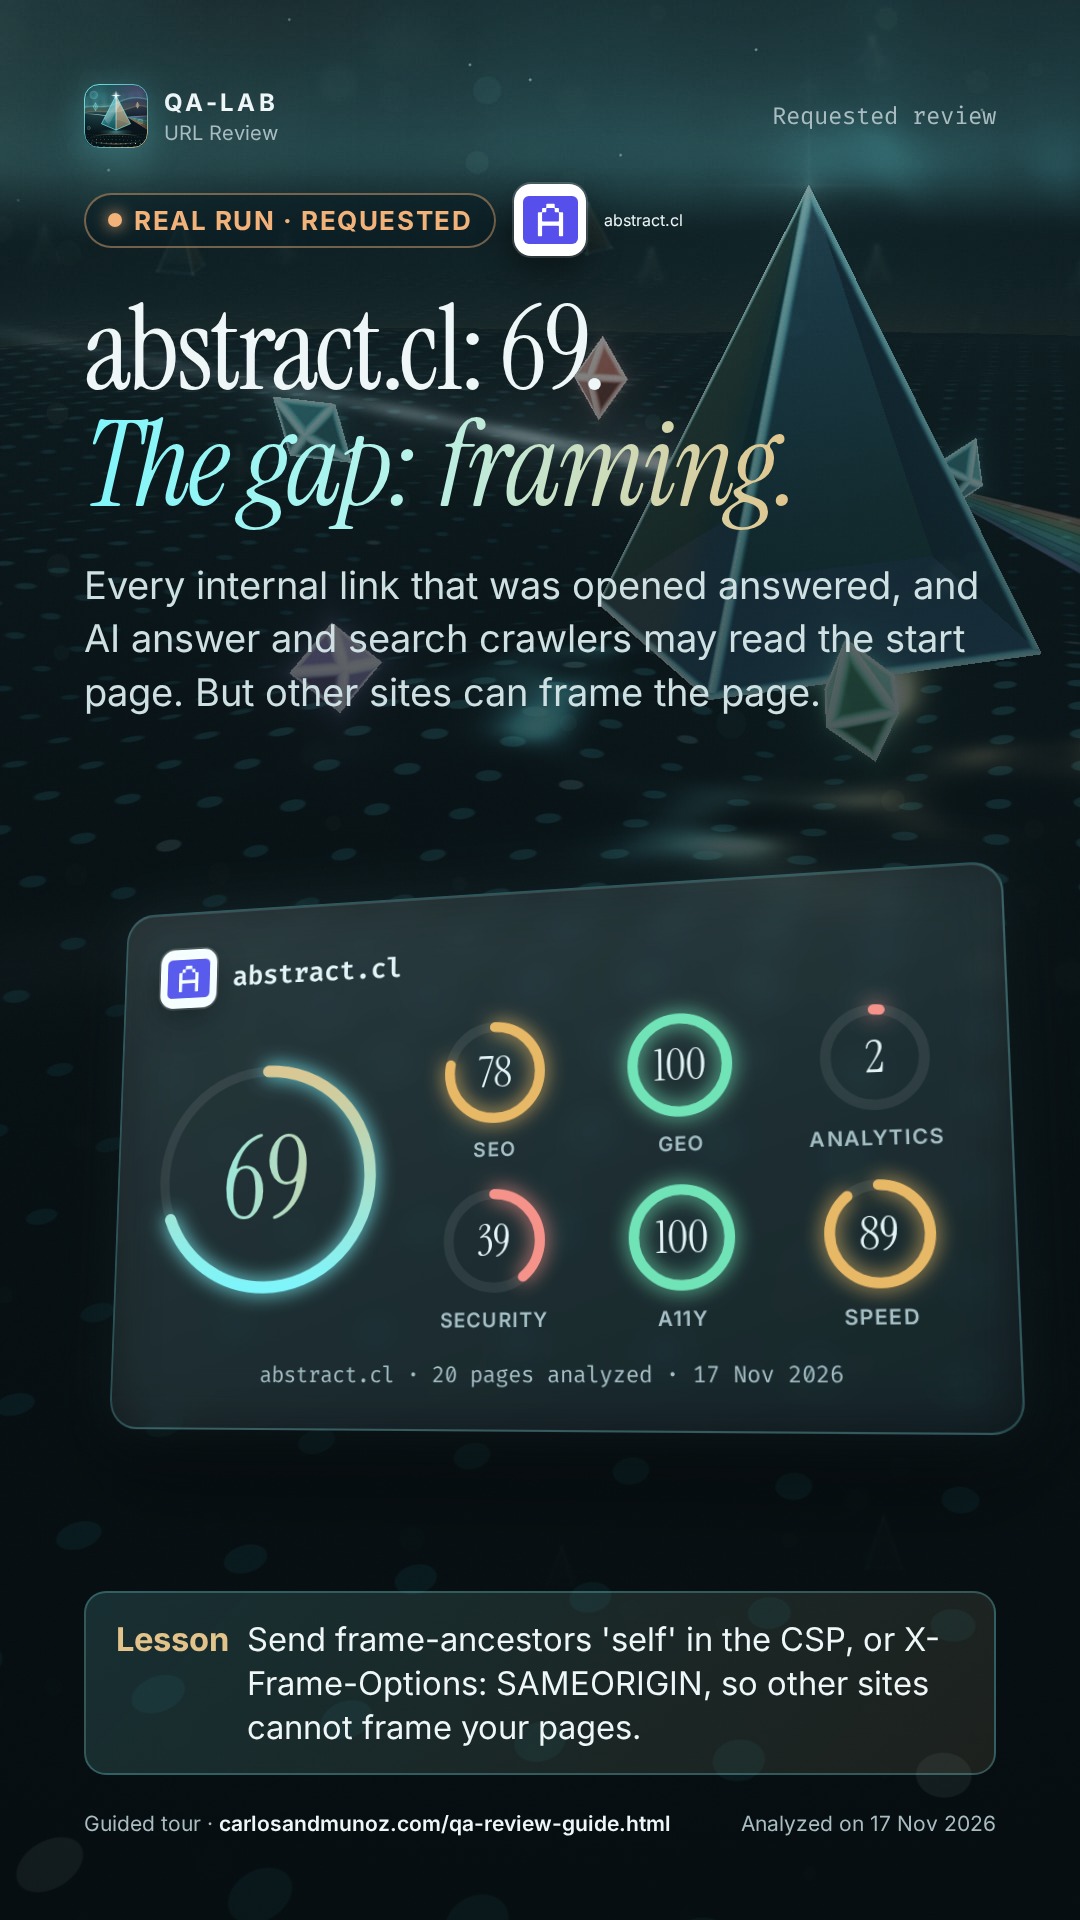 QA-LAB
URL Review
Requested review
REAL RUN · REQUESTED
abstract.cl
abstract.cl: 69.
The gap: framing.
Every internal link that was opened answered, and
AI answer and search crawlers may read the start
page. But other sites can frame the page.
abstract.cl
69
78
SEO
100
GEO
2
ANALYTICS
39
SECURITY
100
A11Y
89
SPEED
abstract.cl · 20 pages analyzed · 17 Nov 2026
Lesson Send frame-ancestors 'self' in the CSP, or X-
Frame-Options: SAMEORIGIN, so other sites
cannot frame your pages.
Guided tour · carlosandmunoz.com/qa-review-guide.html
Analyzed on 17 Nov 2026